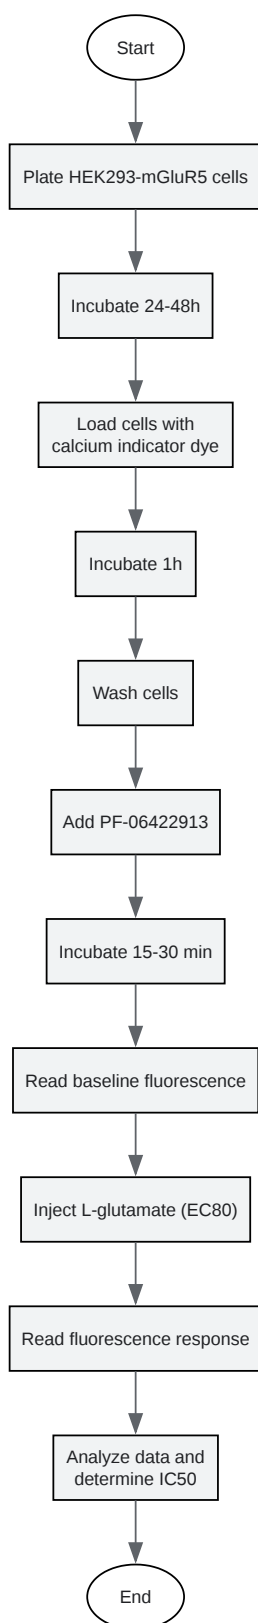 Start
Plate HEK293-mGluR5 cells
Incubate 24-48h
Load cells with
calcium indicator dye
Incubate 1h
Wash cells
Add PF-06422913
Incubate 15-30 min
Read baseline fluorescence
Inject L-glutamate (EC80)
Read fluorescence response
Analyze data and
determine IC50
End